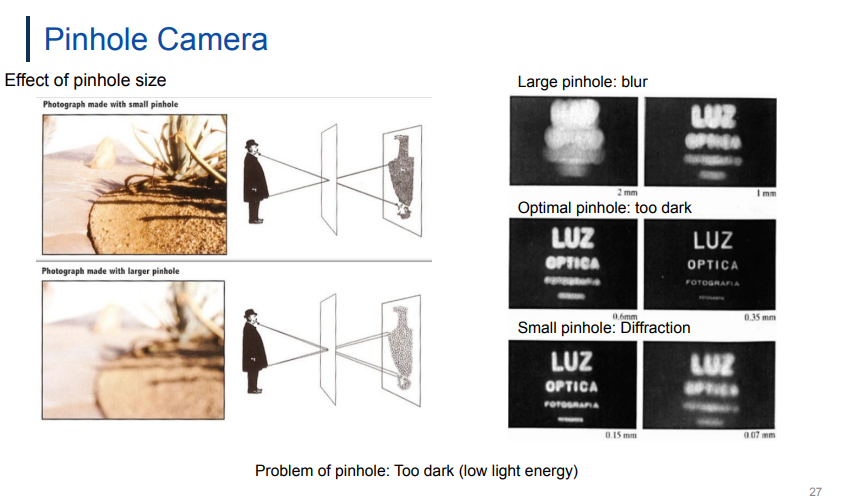 Pinhole Camera
Effect of pinhole size
Photograph made with small pinhole
Photograph made with larger pinhole
Large pinhole: blur
LUZ
OPTICA
2 mm
1 mm
Optimal pinhole: too dark
LUZ
OPTICA
LUZ
OPTICA
FOTOGRAFIA
0.6mm
0.35 mm
Small pinhole: Diffraction
LUZ
OPTICA
FOTOGRAFIA
LUZ
OPTICA
0.15 mm
0.07 mm
Problem of pinhole: Too dark (low light energy)
27